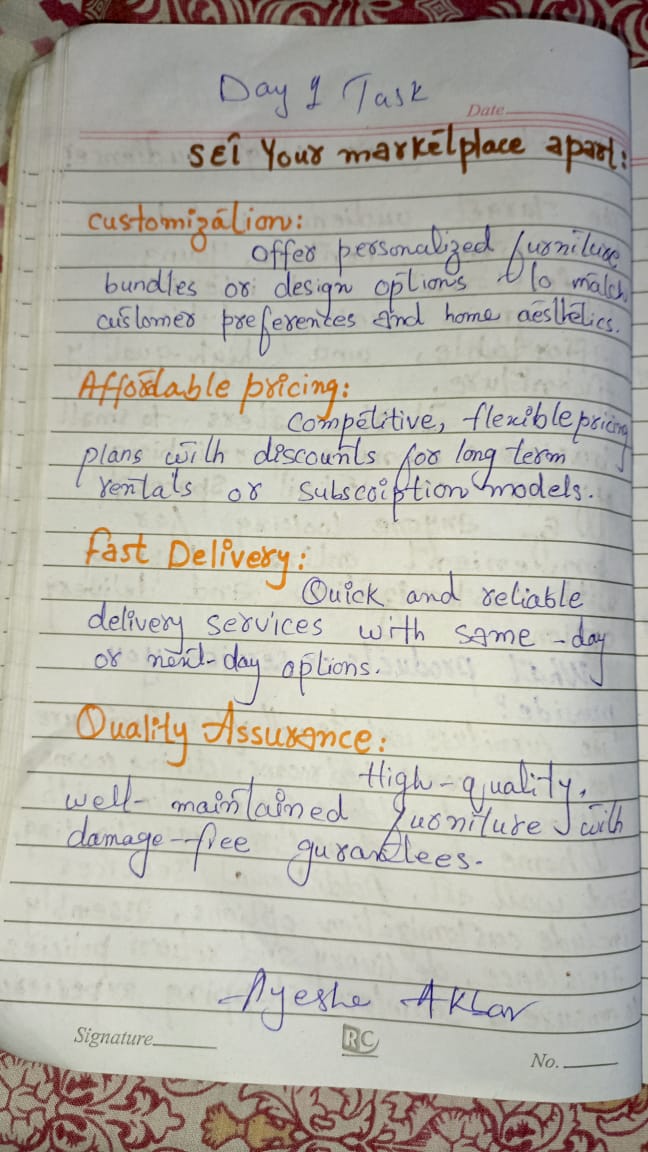 Day 1 Task
Date
Set Your marketplace apart:
Customization:
Offer personalized furniture
bundles or design options to match
customer preferences and home aesthetics.
Affordable pricing:
Competitive, flexible pricing
plans with discounts for long term
rentals or subscription models.
Fast Delivery:
Quick and reliable
delivery services with same-day
or next-day options.
Quality Assurance:
High-quality,
well-maintained furniture with
damage-free gurantees.
Ayesha Akbar
Signature
RC
No.